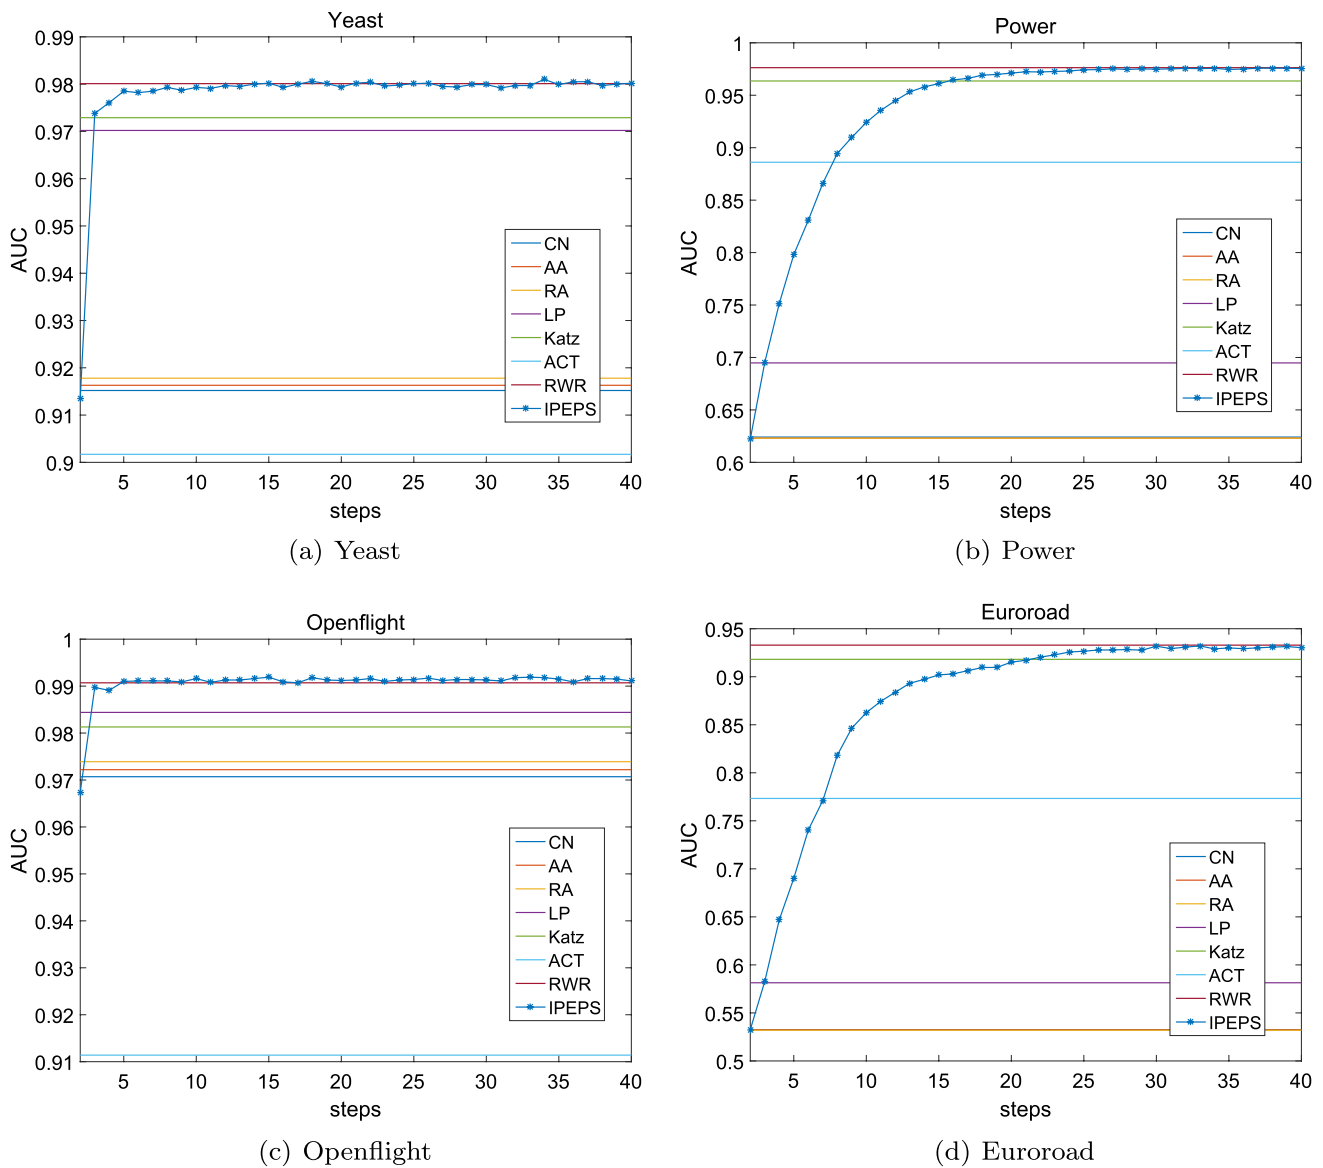 Yeast
0.99
0.98
0.97
0.96
0.95
0.94
0.93
0.92
0.91
0.9
AUC
CN
AA
RA
LP
Katz
ACT
RWR
IPEPS
5 10 15 20 25 30 35 40
steps
(a) Yeast
Power
1
0.95
0.9
0.85
0.8
0.75
0.7
0.65
0.6
AUC
CN
AA
RA
LP
Katz
ACT
RWR
IPEPS
5 10 15 20 25 30 35 40
steps
(b) Power
Openflight
1
0.99
0.98
0.97
0.96
0.95
0.94
0.93
0.92
0.91
AUC
CN
AA
RA
LP
Katz
ACT
RWR
IPEPS
5 10 15 20 25 30 35 40
steps
(c) Openflight
Euroroad
0.95
0.9
0.85
0.8
0.75
0.7
0.65
0.6
0.55
0.5
AUC
CN
AA
RA
LP
Katz
ACT
RWR
IPEPS
5 10 15 20 25 30 35 40
steps
(d) Euroroad